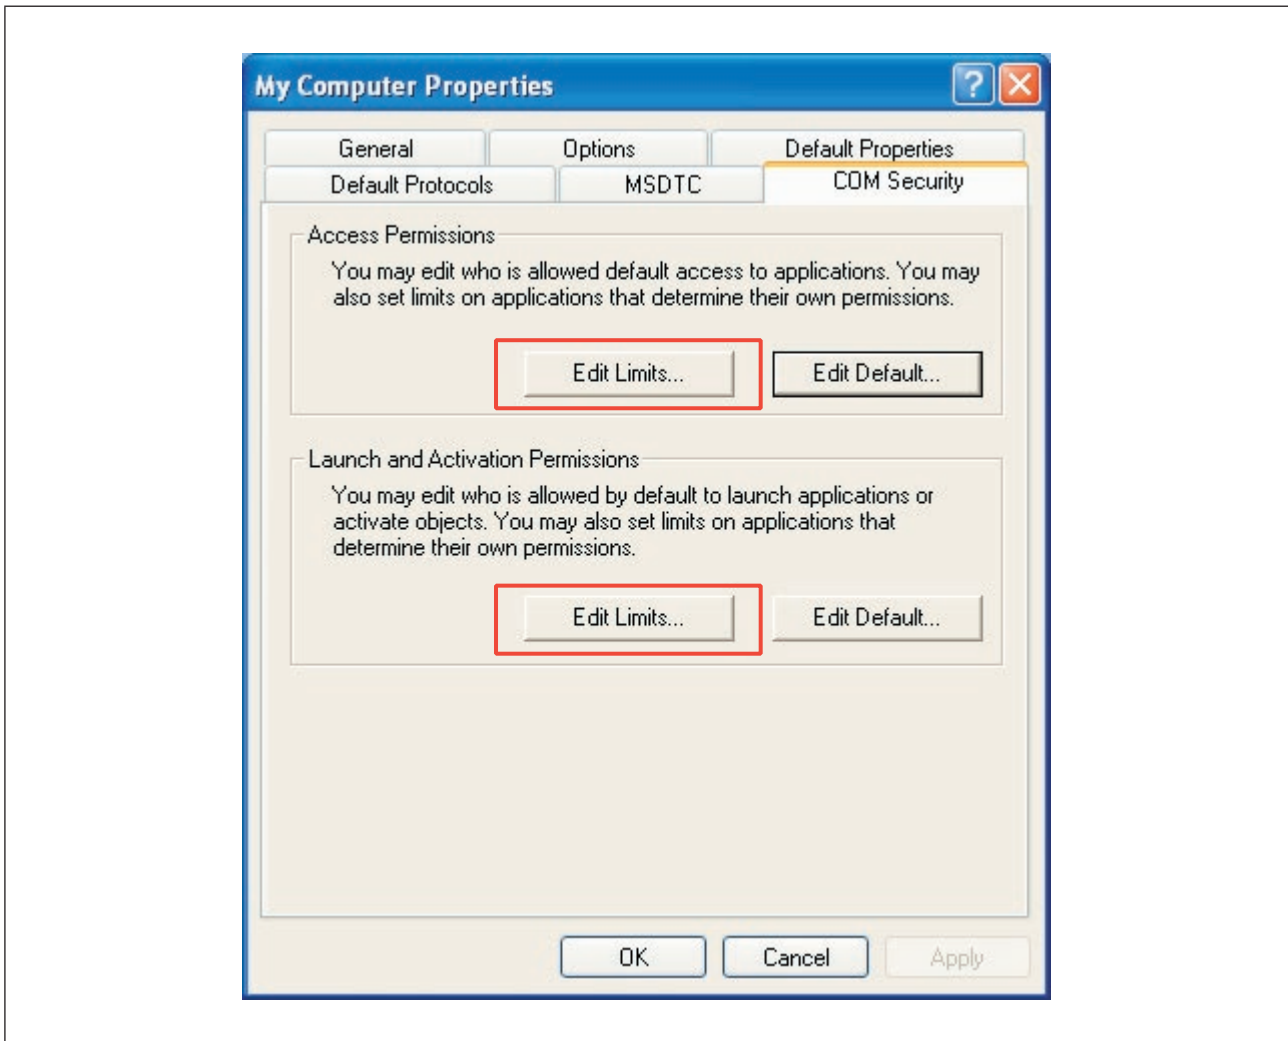 My Computer Properties
?
General
Options
Default Properties
Default Protocols
MSDTC
COM Security
Access Permissions
You may edit who is allowed default access to applications. You may
also set limits on applications that determine their own permissions.
Edit Limits...
Edit Default...
Launch and Activation Permissions
You may edit who is allowed by default to launch applications or
activate objects. You may also set limits on applications that
determine their own permissions.
Edit Limits...
Edit Default...
OK
Cancel
Apply